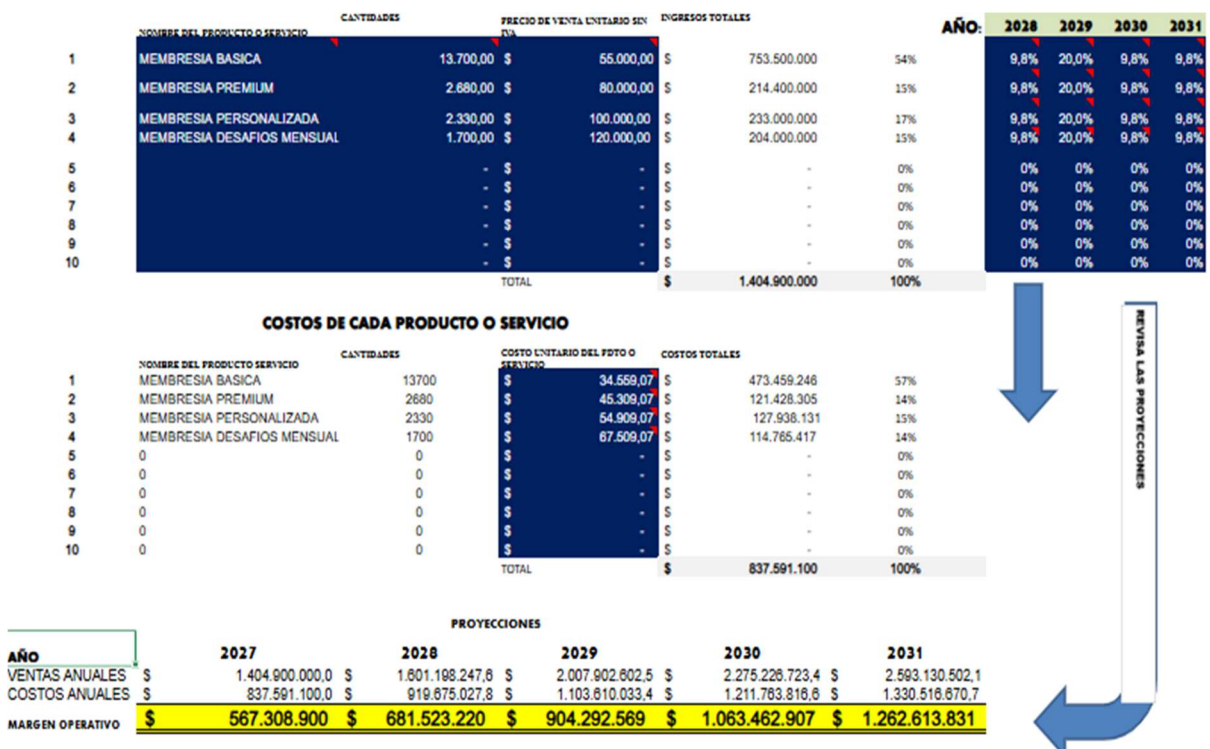 CANTIDADES PRECIO DE VENTA UNITARIO SIN IVA INGRESOS TOTALES
NOMBRE DEL PRODUCTO O SERVICIO AÑO: 2028 2029 2030 2031
1 MEMBRESIA BASICA 13.700,00 $ 55.000,00 $ 753.500.000 54% 9,8% 20,0% 9,8% 9,8%
2 MEMBRESIA PREMIUM 2.680,00 $ 80.000,00 $ 214.400.000 15% 9,8% 20,0% 9,8% 9,8%
3 MEMBRESIA PERSONALIZADA 2.330,00 $ 100.000,00 $ 233.000.000 17% 9,8% 20,0% 9,8% 9,8%
4 MEMBRESIA DESAFIOS MENSUAL 1.700,00 $ 120.000,00 $ 204.000.000 15% 9,8% 20,0% 9,8% 9,8%
5 - $ - $ - 0% 0% 0% 0% 0%
6 - $ - $ - 0% 0% 0% 0% 0%
7 - $ - $ - 0% 0% 0% 0% 0%
8 - $ - $ - 0% 0% 0% 0% 0%
9 - $ - $ - 0% 0% 0% 0% 0%
10 - $ - $ - 0% 0% 0% 0% 0%
TOTAL $ 1.404.900.000 100%
COSTOS DE CADA PRODUCTO O SERVICIO
CANTIDADES COSTO UNITARIO DEL PDTO O SERVICIO COSTOS TOTALES
NOMBRE DEL PRODUCTO SERVICIO
1 MEMBRESIA BASICA 13700 $ 34.559,07 $ 473.459.246 57%
2 MEMBRESIA PREMIUM 2680 $ 45.309,07 $ 121.428.305 14%
3 MEMBRESIA PERSONALIZADA 2330 $ 54.909,07 $ 127.938.131 15%
4 MEMBRESIA DESAFIOS MENSUAL 1700 $ 67.509,07 $ 114.765.417 14%
5 0 0 $ - $ - 0%
6 0 0 $ - $ - 0%
7 0 0 $ - $ - 0%
8 0 0 $ - $ - 0%
9 0 0 $ - $ - 0%
10 0 0 $ - $ - 0%
TOTAL $ 837.591.100 100%
REVISA LAS PROYECCIONES
PROYECCIONES
AÑO 2027 2028 2029 2030 2031
VENTAS ANUALES $ 1.404.900.000,0 $ 1.601.198.247,6 $ 2.007.902.602,5 $ 2.275.226.723,4 $ 2.593.130.502,1
COSTOS ANUALES $ 837.591.100,0 $ 919.675.027,8 $ 1.103.610.033,4 $ 1.211.763.816,6 $ 1.330.516.670,7
MARGEN OPERATIVO $ 567.308.900 $ 681.523.220 $ 904.292.569 $ 1.063.462.907 $ 1.262.613.831